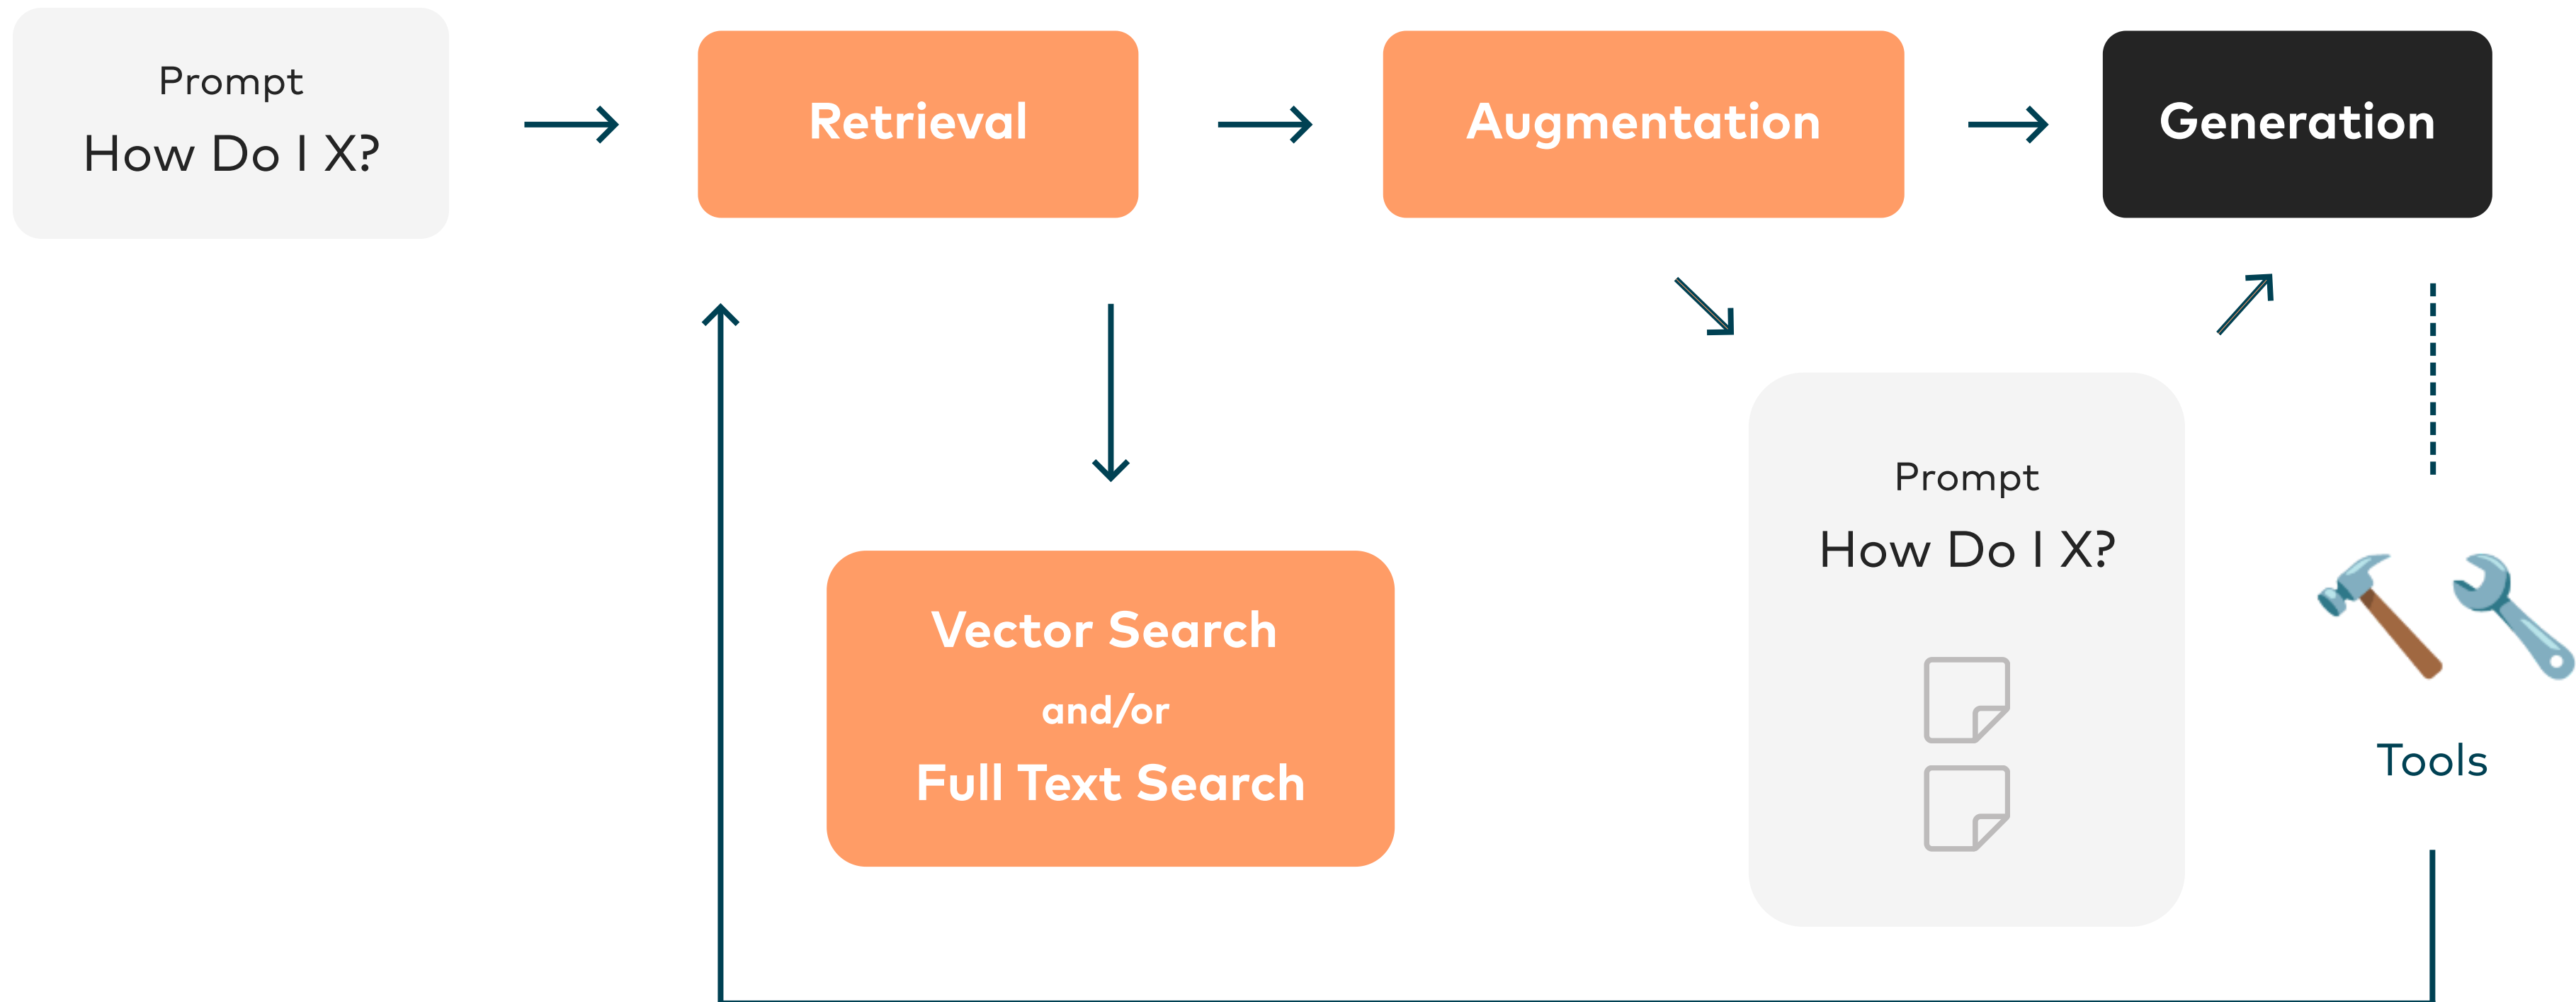 Prompt
How Do I X?
Retrieval
Augmentation
Generation
Vector Search
and/or
Full Text Search
Prompt
How Do I X?
Tools